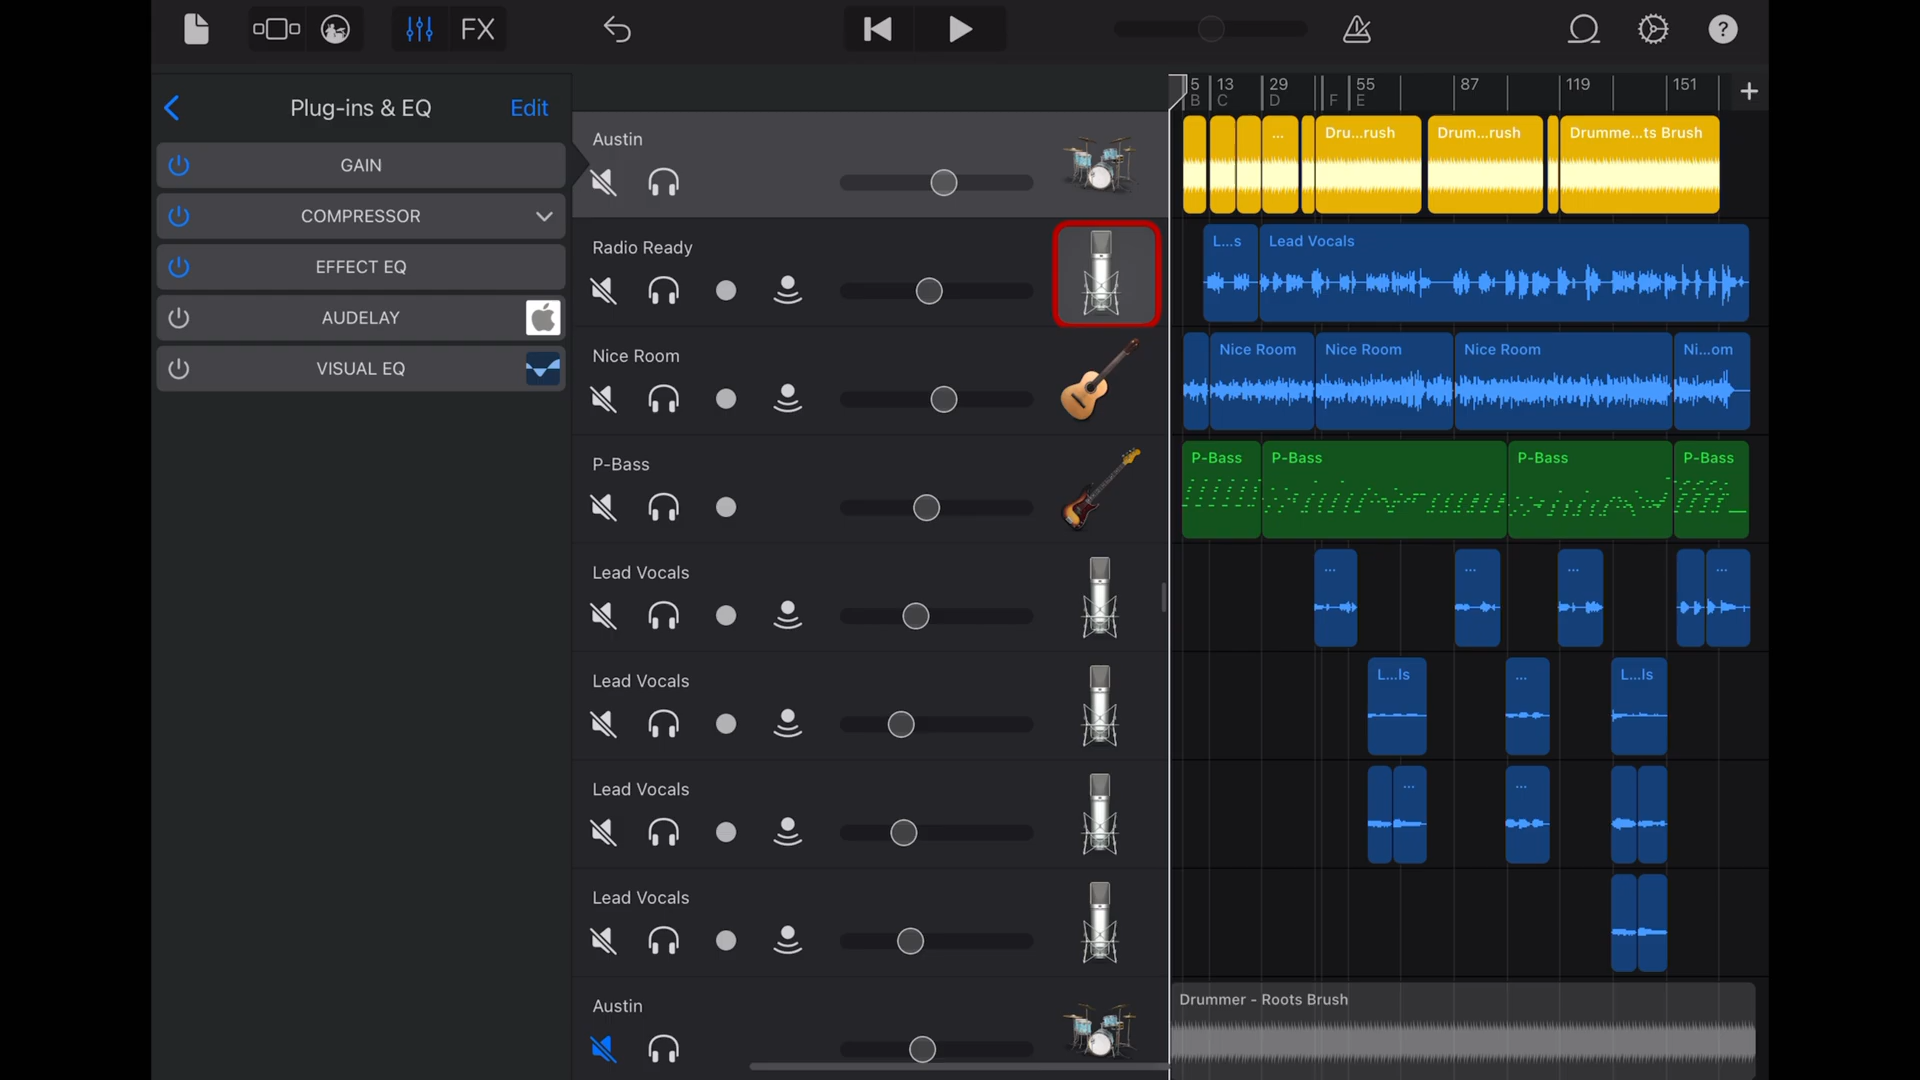 FX
?
Plug-ins & EQ
Edit
GAIN
COMPRESSOR
EFFECT EQ
AUDELAY
VISUAL EQ
5
13
29
55
87
119
151
+
B
C
D
F
E
Austin
...
Dru...rush
Drum...rush
Drumme...ts Brush
Radio Ready
L...s
Lead Vocals
Nice Room
Nice Room
Nice Room
Nice Room
Ni...om
P-Bass
P-Bass
P-Bass
P-Bass
P-Bass
Lead Vocals
...
...
...
...
Lead Vocals
L...ls
...
L...ls
Lead Vocals
...
...
Lead Vocals
Austin
Drummer - Roots Brush